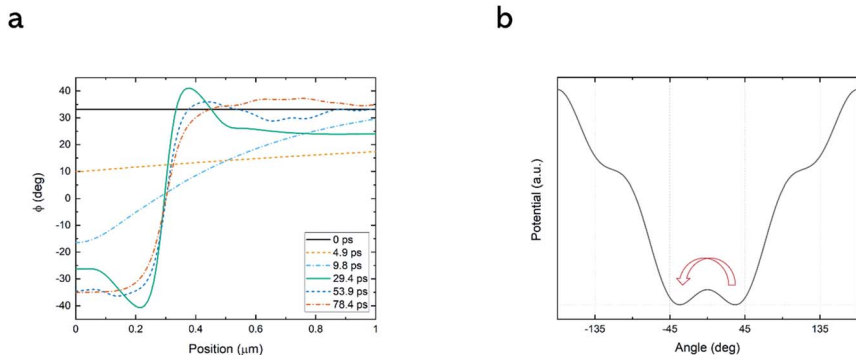 a
b
40
30
20
10
0
-10
-20
-30
-40
ϕ (deg)
0 ps
4.9 ps
9.8 ps
29.4 ps
53.9 ps
78.4 ps
0.0 0.2 0.4 0.6 0.8 1
Position (μm)
Potential (a.u.)
-135 -45 45 135
Angle (deg)